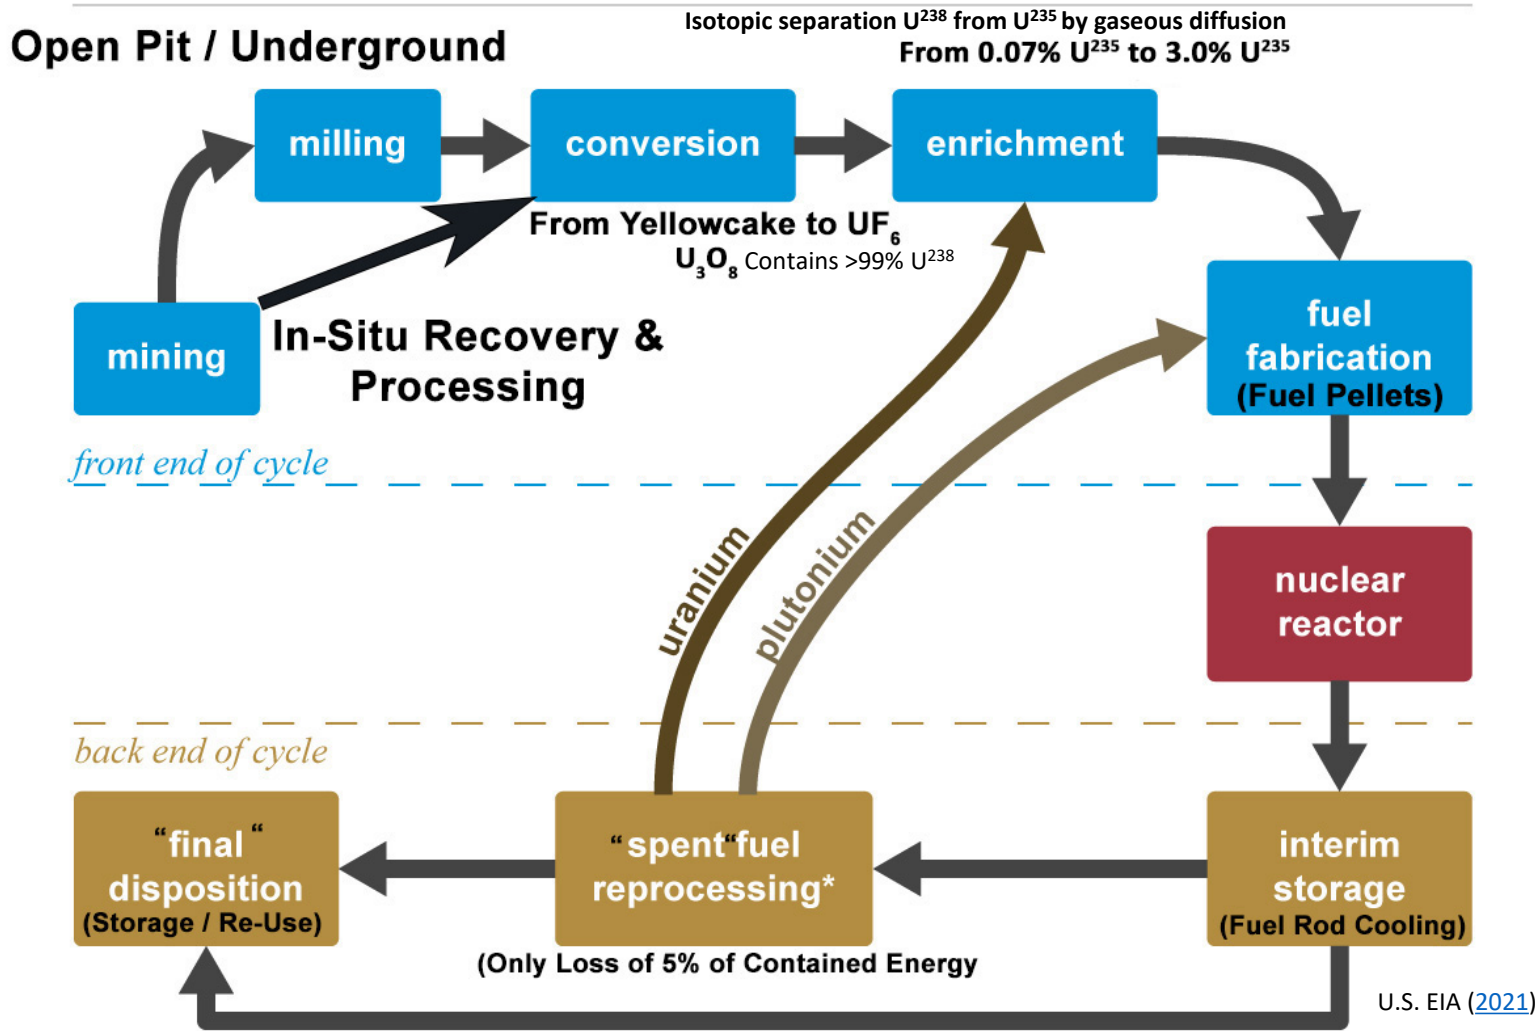 Isotopic separation U²³⁸ from U²³⁵ by gaseous diffusion
From 0.07% U²³⁵ to 3.0% U²³⁵
Open Pit / Underground
milling
conversion
enrichment
From Yellowcake to UF₆
U₃O₈ Contains >99% U²³⁸
mining
In-Situ Recovery &
Processing
fuel
fabrication
(Fuel Pellets)
front end of cycle
uranium
plutonium
nuclear
reactor
back end of cycle
“final“
disposition
(Storage / Re-Use)
“spent“fuel
reprocessing*
(Only Loss of 5% of Contained Energy
interim
storage
(Fuel Rod Cooling)
U.S. EIA (2021)